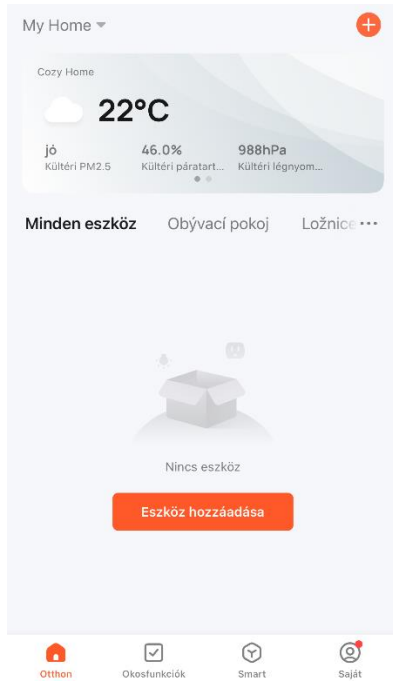 My Home
Cozy Home
22°C
jó 46.0% 988hPa
Kültéri PM2.5 Kültéri páratart... Kültéri légnyom...
Minden eszköz Obývací pokoj Ložnice ...
Nincs eszköz
Eszköz hozzáadása
Otthon Okosfunkciók Smart Saját